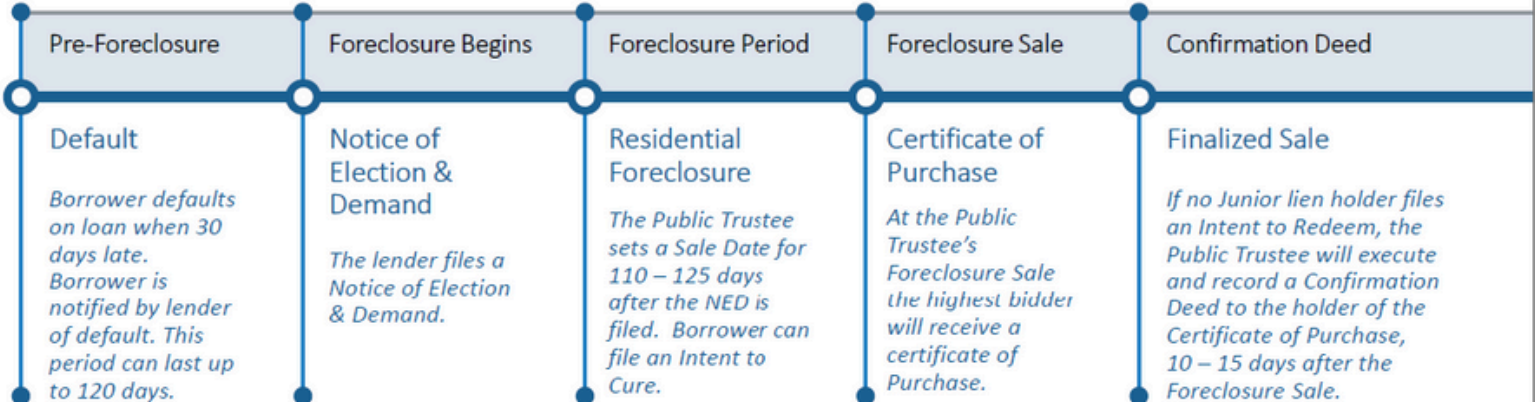 Pre-Foreclosure
Foreclosure Begins
Foreclosure Period
Foreclosure Sale
Confirmation Deed
Default
Borrower defaults
on loan when 30
days late.
Borrower is
notified by lender
of default. This
period can last up
to 120 days.
Notice of
Election &
Demand
The lender files a
Notice of Election
& Demand.
Residential
Foreclosure
The Public Trustee
sets a Sale Date for
110 – 125 days
after the NED is
filed. Borrower can
file an Intent to
Cure.
Certificate of
Purchase
At the Public
Trustee's
Foreclosure Sale
the highest bidder
will receive a
certificate of
Purchase.
Finalized Sale
If no Junior lien holder files
an Intent to Redeem, the
Public Trustee will execute
and record a Confirmation
Deed to the holder of the
Certificate of Purchase,
10 – 15 days after the
Foreclosure Sale.